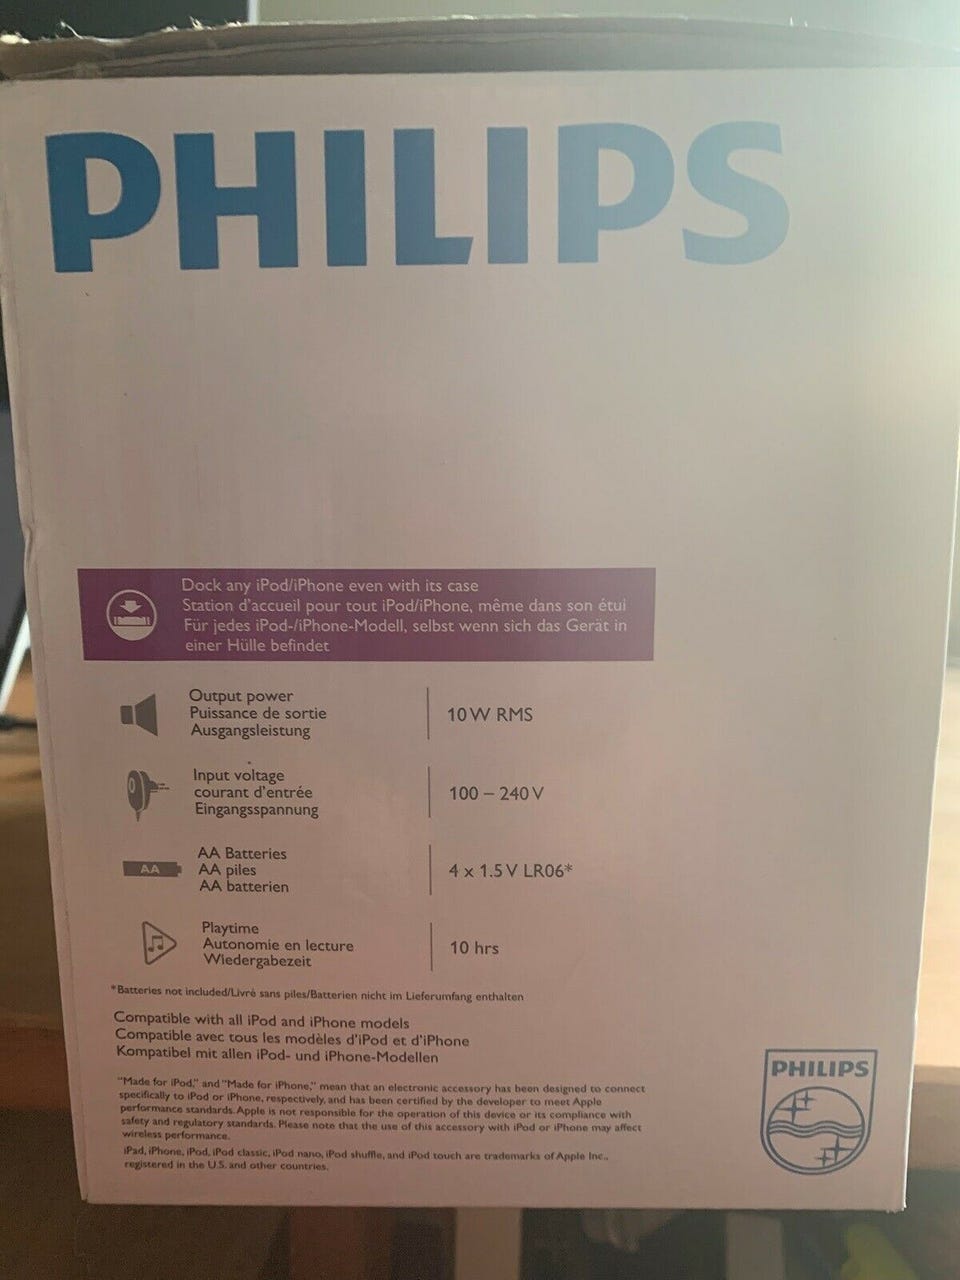 PHILIPS
Dock any iPod/iPhone even with its case
Station d'accueil pour tout iPod/iPhone, même dans son étui
Für jedes iPod-/iPhone-Modell, selbst wenn sich das Gerät in
einer Hülle befindet
Output power
Puissance de sortie
Ausgangsleistung
10W RMS
Input voltage
courant d'entrée
Eingangsspannung
100 – 240 V
AA
AA Batteries
AA piles
AA batterien
4 x 1.5 V LR06*
Playtime
Autonomie en lecture
Wiedergabezeit
10 hrs
*Batteries not included/Livré sans piles/Batterien nicht im Lieferumfang enthalten
Compatible with all iPod and iPhone models
Compatible avec tous les modèles d'iPod et d'iPhone
Kompatibel mit allen iPod- und iPhone-Modellen
"Made for iPod," and "Made for iPhone," mean that an electronic accessory has been designed to connect
specifically to iPod or iPhone, respectively, and has been certified by the developer to meet Apple
performance standards. Apple is not responsible for the operation of this device or its compliance with
safety and regulatory standards. Please note that the use of this accessory with iPod or iPhone may affect
wireless performance.
iPad, iPhone, iPod, iPod classic, iPod nano, iPod shuffle, and iPod touch are trademarks of Apple Inc.,
registered in the U.S. and other countries.
PHILIPS